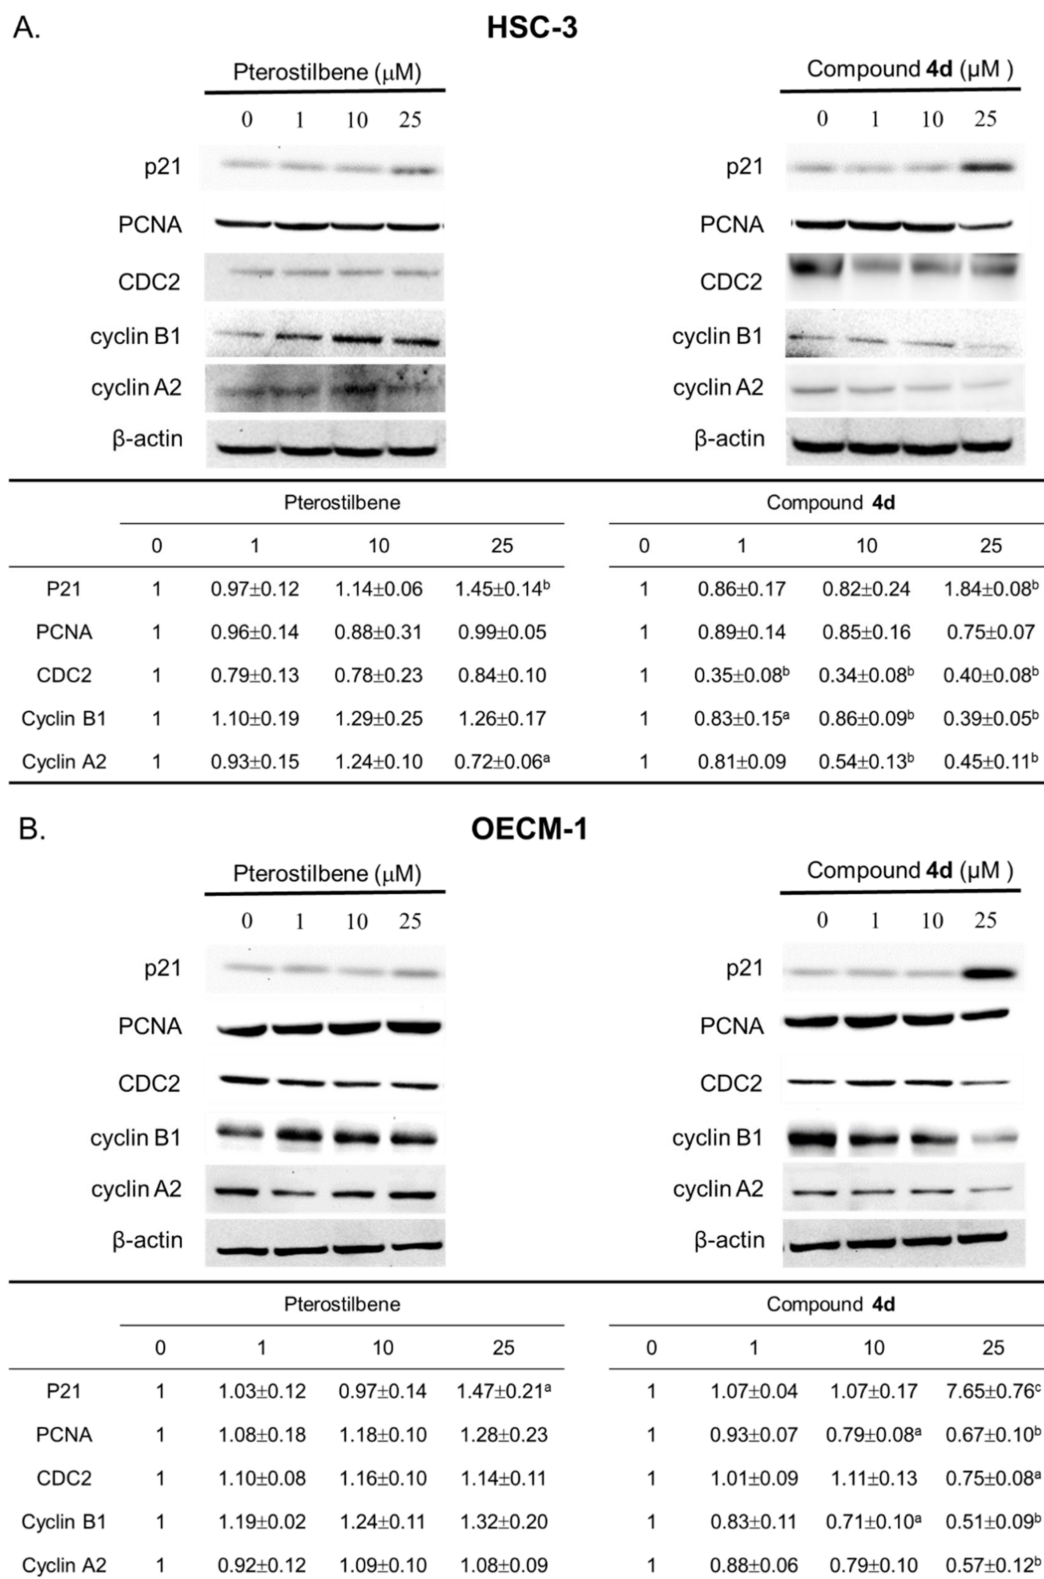 A. HSC-3
Pterostilbene (μM) Compound 4d (μM )
0 1 10 25 0 1 10 25
p21 p21
PCNA PCNA
CDC2 CDC2
cyclin B1 cyclin B1
cyclin A2 cyclin A2
β-actin β-actin
Pterostilbene Compound 4d
0 1 10 25 0 1 10 25
P21 1 0.97±0.12 1.14±0.06 1.45±0.14ᵇ 1 0.86±0.17 0.82±0.24 1.84±0.08ᵇ
PCNA 1 0.96±0.14 0.88±0.31 0.99±0.05 1 0.89±0.14 0.85±0.16 0.75±0.07
CDC2 1 0.79±0.13 0.78±0.23 0.84±0.10 1 0.35±0.08ᵇ 0.34±0.08ᵇ 0.40±0.08ᵇ
Cyclin B1 1 1.10±0.19 1.29±0.25 1.26±0.17 1 0.83±0.15ᵃ 0.86±0.09ᵇ 0.39±0.05ᵇ
Cyclin A2 1 0.93±0.15 1.24±0.10 0.72±0.06ᵃ 1 0.81±0.09 0.54±0.13ᵇ 0.45±0.11ᵇ
B. OECM-1
Pterostilbene (μM) Compound 4d (μM )
0 1 10 25 0 1 10 25
p21 p21
PCNA PCNA
CDC2 CDC2
cyclin B1 cyclin B1
cyclin A2 cyclin A2
β-actin β-actin
Pterostilbene Compound 4d
0 1 10 25 0 1 10 25
P21 1 1.03±0.12 0.97±0.14 1.47±0.21ᵃ 1 1.07±0.04 1.07±0.17 7.65±0.76ᶜ
PCNA 1 1.08±0.18 1.18±0.10 1.28±0.23 1 0.93±0.07 0.79±0.08ᵃ 0.67±0.10ᵇ
CDC2 1 1.10±0.08 1.16±0.10 1.14±0.11 1 1.01±0.09 1.11±0.13 0.75±0.08ᵃ
Cyclin B1 1 1.19±0.02 1.24±0.11 1.32±0.20 1 0.83±0.11 0.71±0.10ᵃ 0.51±0.09ᵇ
Cyclin A2 1 0.92±0.12 1.09±0.10 1.08±0.09 1 0.88±0.06 0.79±0.10 0.57±0.12ᵇ